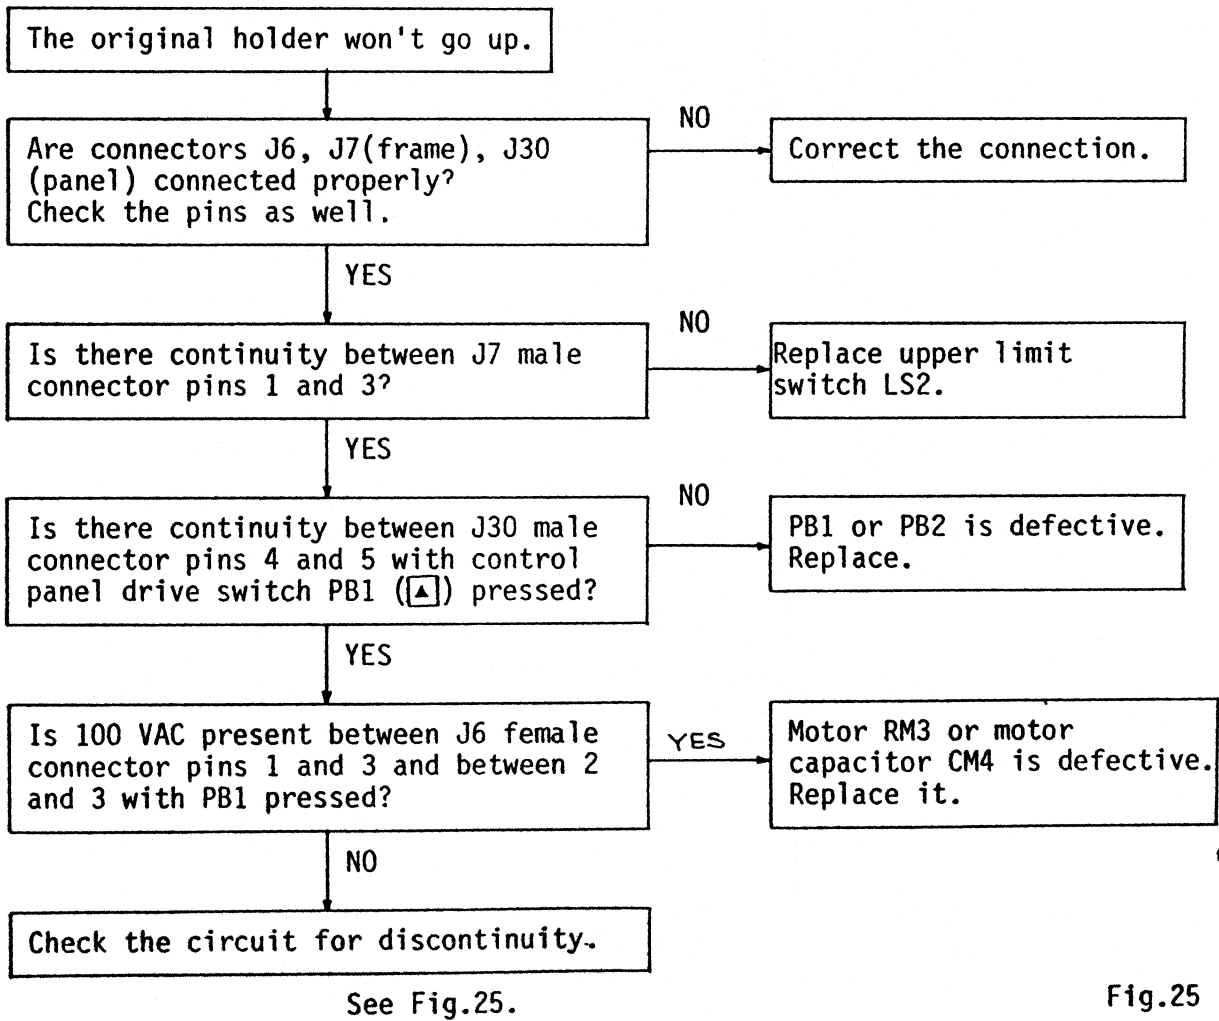 The original holder won't go up.
Are connectors J6, J7(frame), J30
(panel) connected properly?
Check the pins as well.
NO
Correct the connection.
YES
Is there continuity between J7 male
connector pins 1 and 3?
NO
Replace upper limit
switch LS2.
YES
Is there continuity between J30 male
connector pins 4 and 5 with control
panel drive switch PB1 (▲) pressed?
NO
PB1 or PB2 is defective.
Replace.
YES
Is 100 VAC present between J6 female
connector pins 1 and 3 and between 2
and 3 with PB1 pressed?
YES
Motor RM3 or motor
capacitor CM4 is defective.
Replace it.
NO
Check the circuit for discontinuity.
See Fig.25.
Fig.25